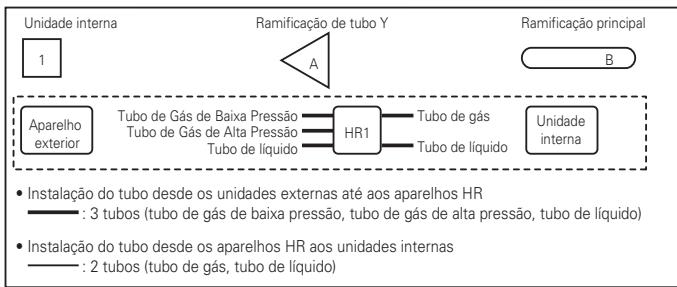 Unidade interna
Ramificação de tubo Y
Ramificação principal
1
A
B
Aparelho
exterior
Tubo de Gás de Baixa Pressão
Tubo de Gás de Alta Pressão
Tubo de líquido
HR1
Tubo de gás
Tubo de líquido
Unidade
interna
• Instalação do tubo desde os unidades externas até aos aparelhos HR
: 3 tubos (tubo de gás de baixa pressão, tubo de gás de alta pressão, tubo de líquido)
• Instalação do tubo desde os aparelhos HR aos unidades internas
: 2 tubos (tubo de gás, tubo de líquido)